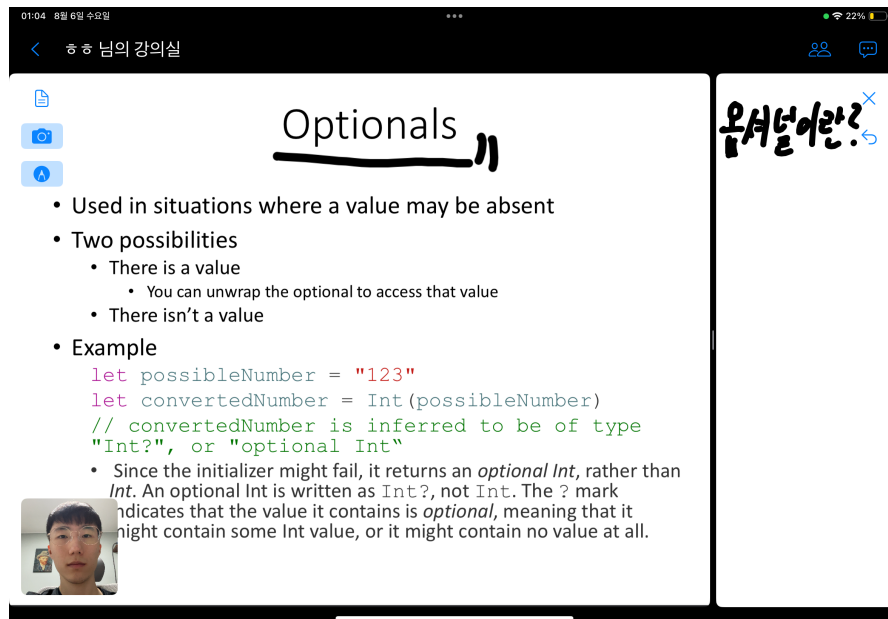 01:04 8월 6일 수요일
22%
ㅎㅎ 님의 강의실
Optionals
옵셔널이란?
• Used in situations where a value may be absent
• Two possibilities
• There is a value
• You can unwrap the optional to access that value
• There isn't a value
• Example
let possibleNumber = "123"
let convertedNumber = Int(possibleNumber)
// convertedNumber is inferred to be of type
"Int?", or "optional Int“
• Since the initializer might fail, it returns an optional Int, rather than
Int. An optional Int is written as Int?, not Int. The ? mark
ndicates that the value it contains is optional, meaning that it
might contain some Int value, or it might contain no value at all.